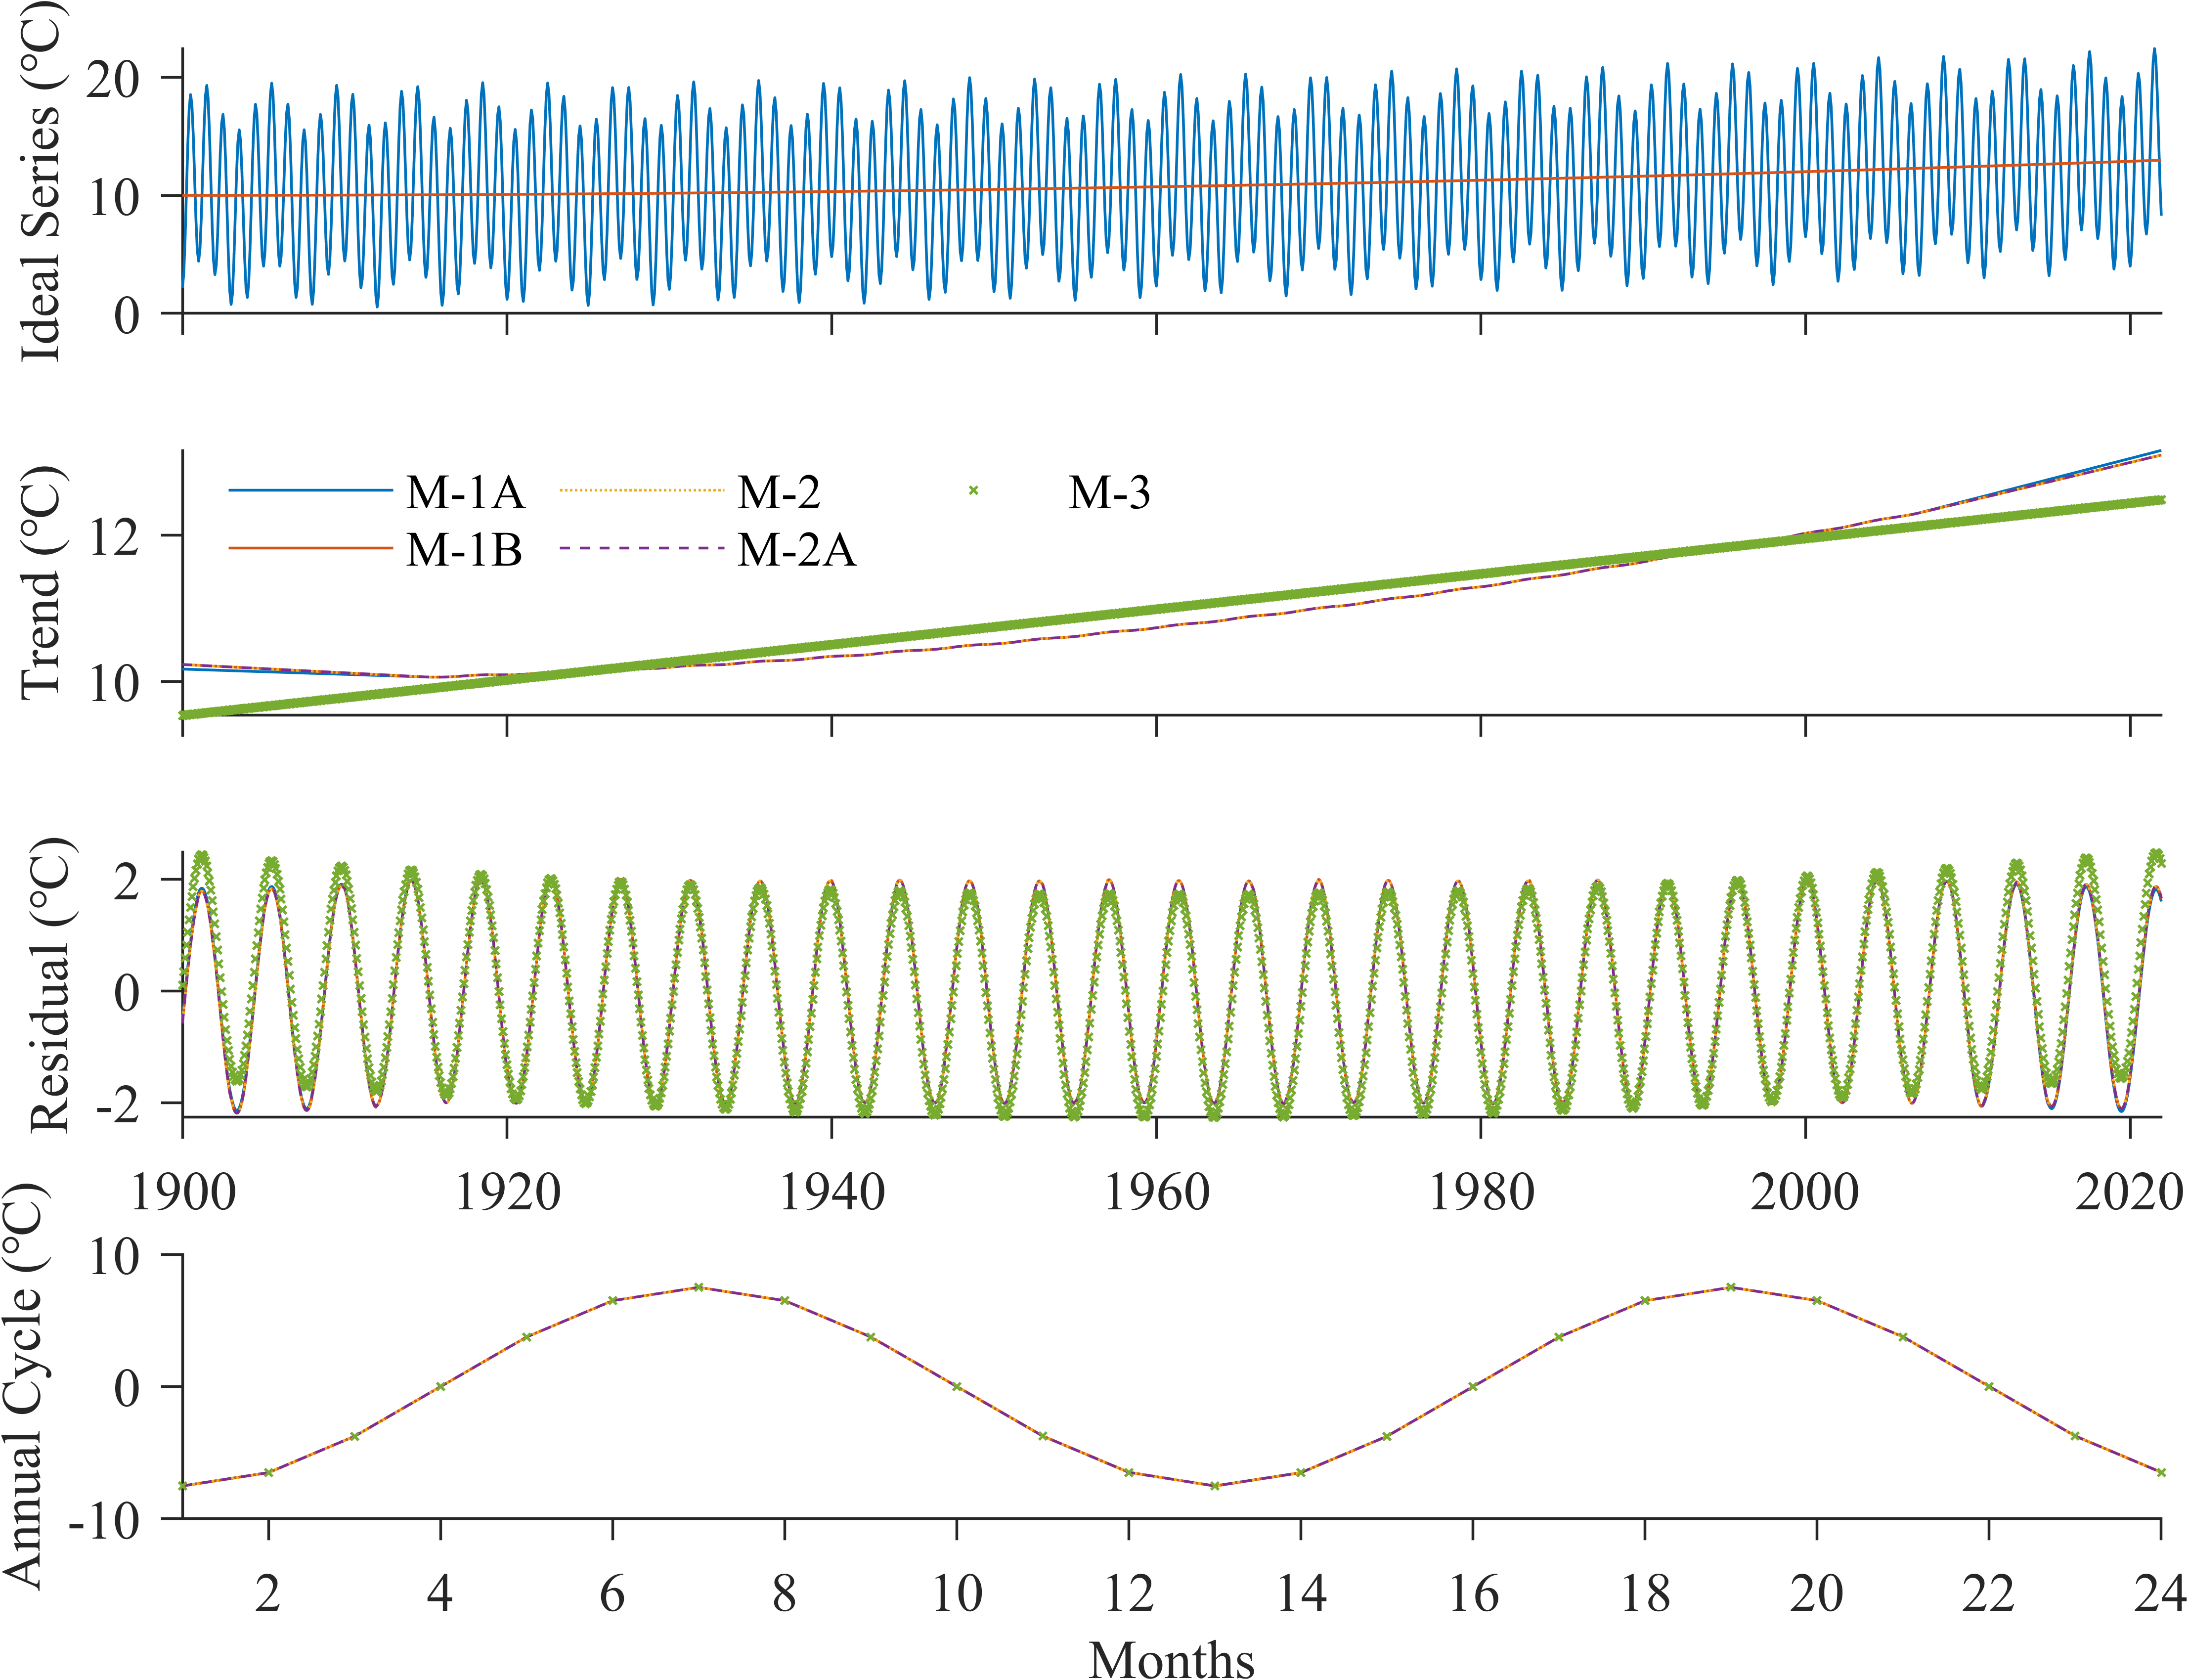 Ideal Series (°C)
20
10
0
Trend (°C)
12
10
M-1A
M-2
M-3
M-1B
M-2A
Residual (°C)
2
0
-2
1900 1920 1940 1960 1980 2000 2020
Annual Cycle (°C)
10
0
-10
2 4 6 8 10 12 14 16 18 20 22 24
Months